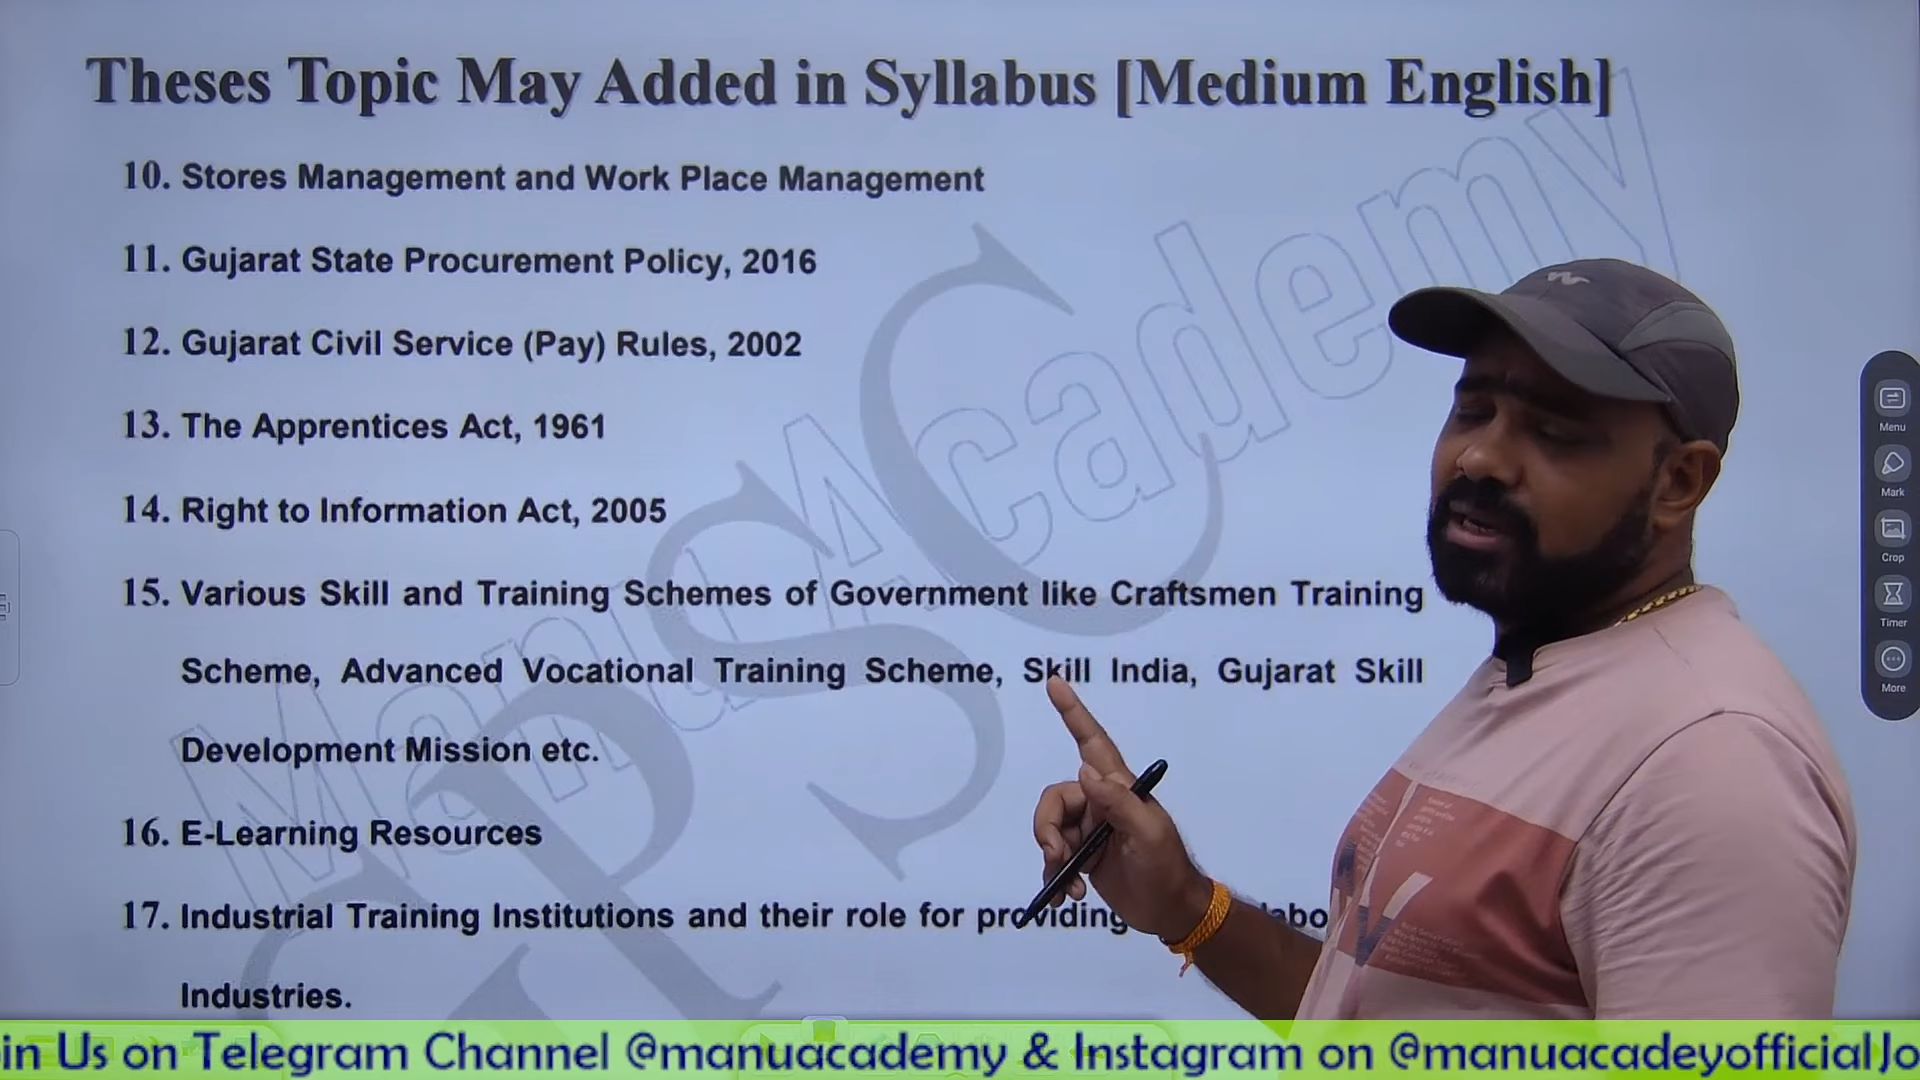 Theses Topic May Added in Syllabus [Medium English]
10. Stores Management and Work Place Management
11. Gujarat State Procurement Policy, 2016
12. Gujarat Civil Service (Pay) Rules, 2002
13. The Apprentices Act, 1961
14. Right to Information Act, 2005
15. Various Skill and Training Schemes of Government like Craftsmen Training
Scheme, Advanced Vocational Training Scheme, Skill India, Gujarat Skill
Development Mission etc.
16. E-Learning Resources
17. Industrial Training Institutions and their role for providing
Industries.
Manu Academy
GPSC
Menu
Mark
Crop
Timer
More
in Us on Telegram Channel @manuacademy & Instagram on @manuacadeyofficialJo